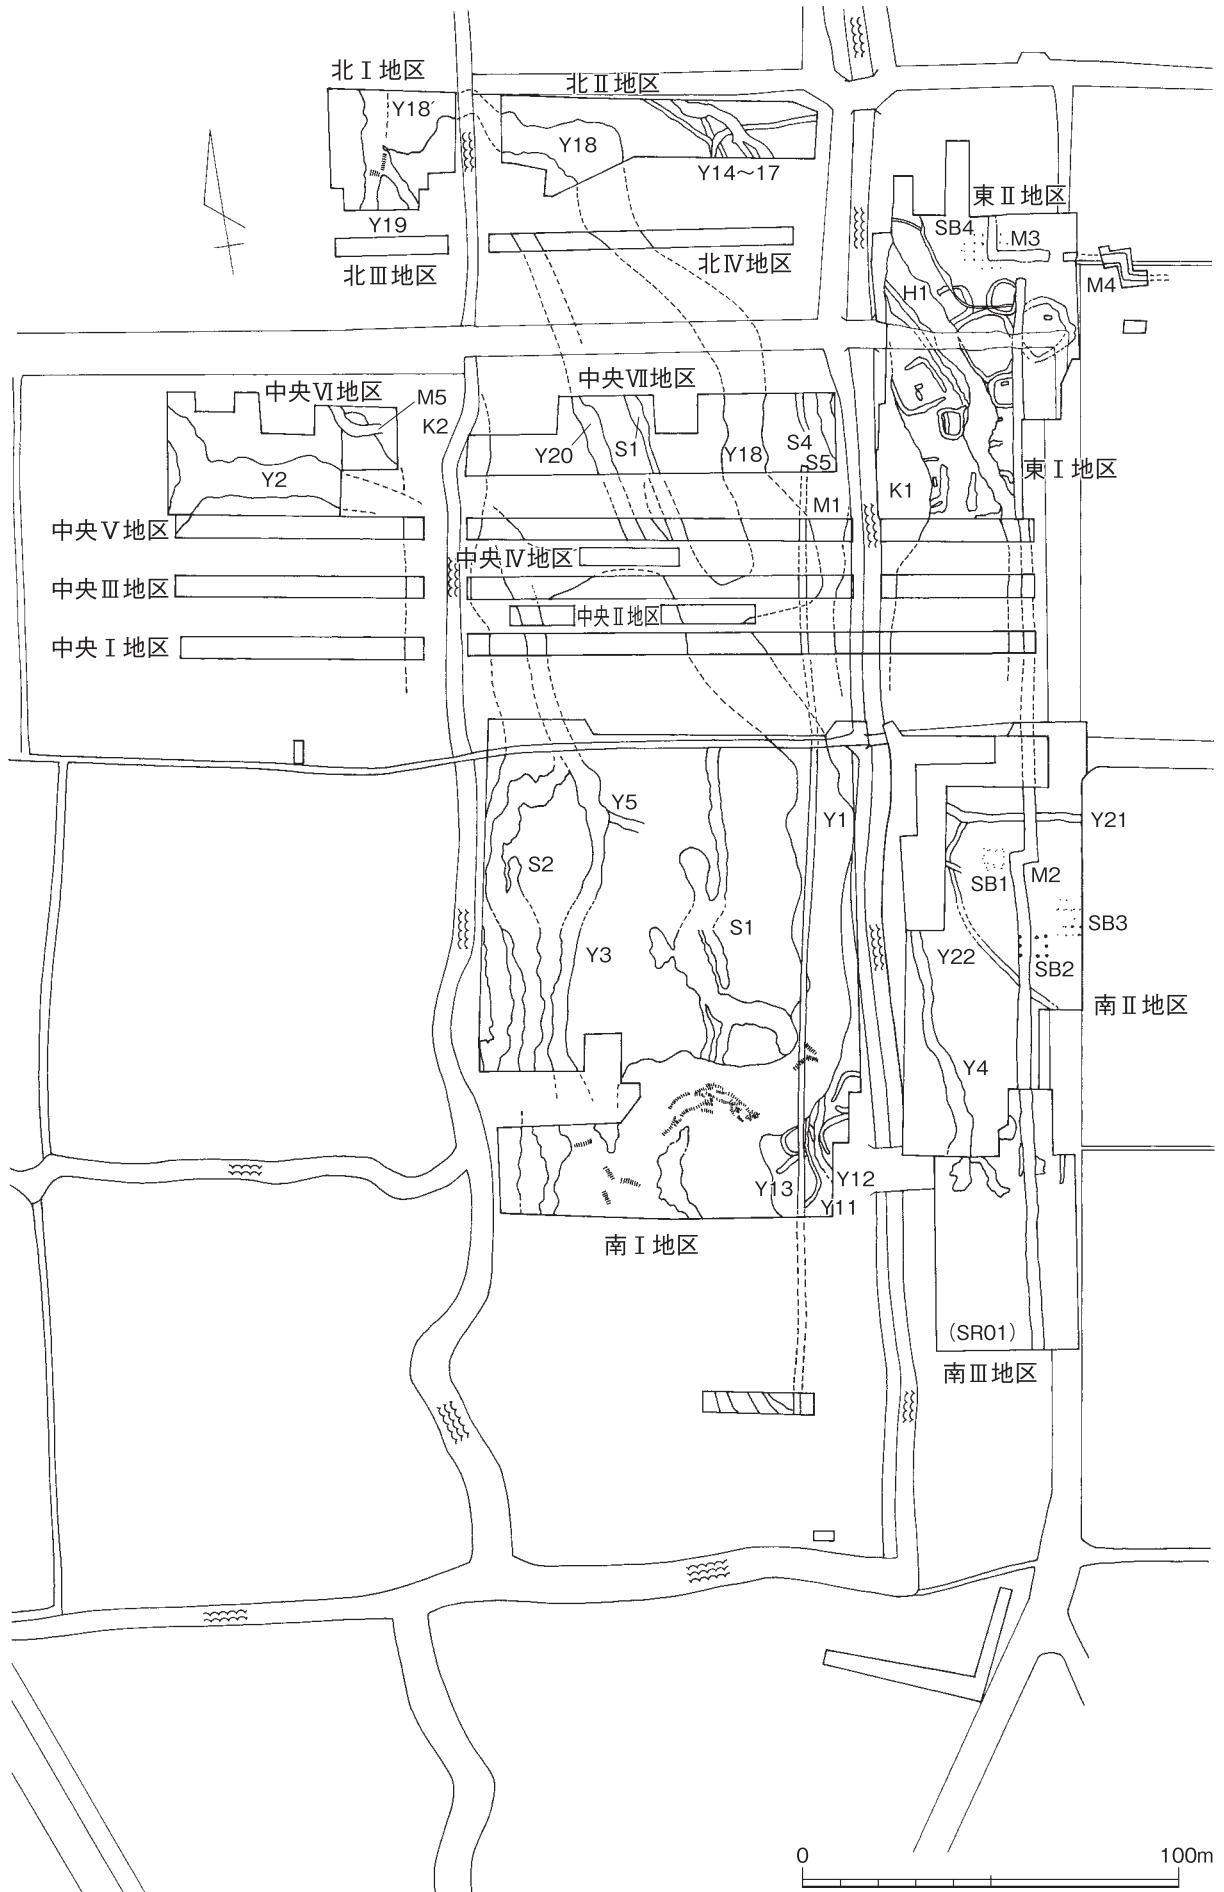 北Ⅰ地区
北Ⅱ地区
Y18′
Y18
Y14～17
Y19
北Ⅲ地区
北Ⅳ地区
東Ⅱ地区
SB4
M3
M4
H1
中央Ⅵ地区
M5
K2
中央Ⅶ地区
Y2
Y20
S1
Y18
S4
S5
東Ⅰ地区
K1
M1
中央Ⅴ地区
中央Ⅳ地区
中央Ⅲ地区
中央Ⅱ地区
中央Ⅰ地区
Y5
Y1
Y21
S2
SB1
M2
SB3
S1
Y3
Y22
SB2
南Ⅱ地区
Y4
Y13
Y12
Y11
南Ⅰ地区
（SR01）
南Ⅲ地区
0
100m